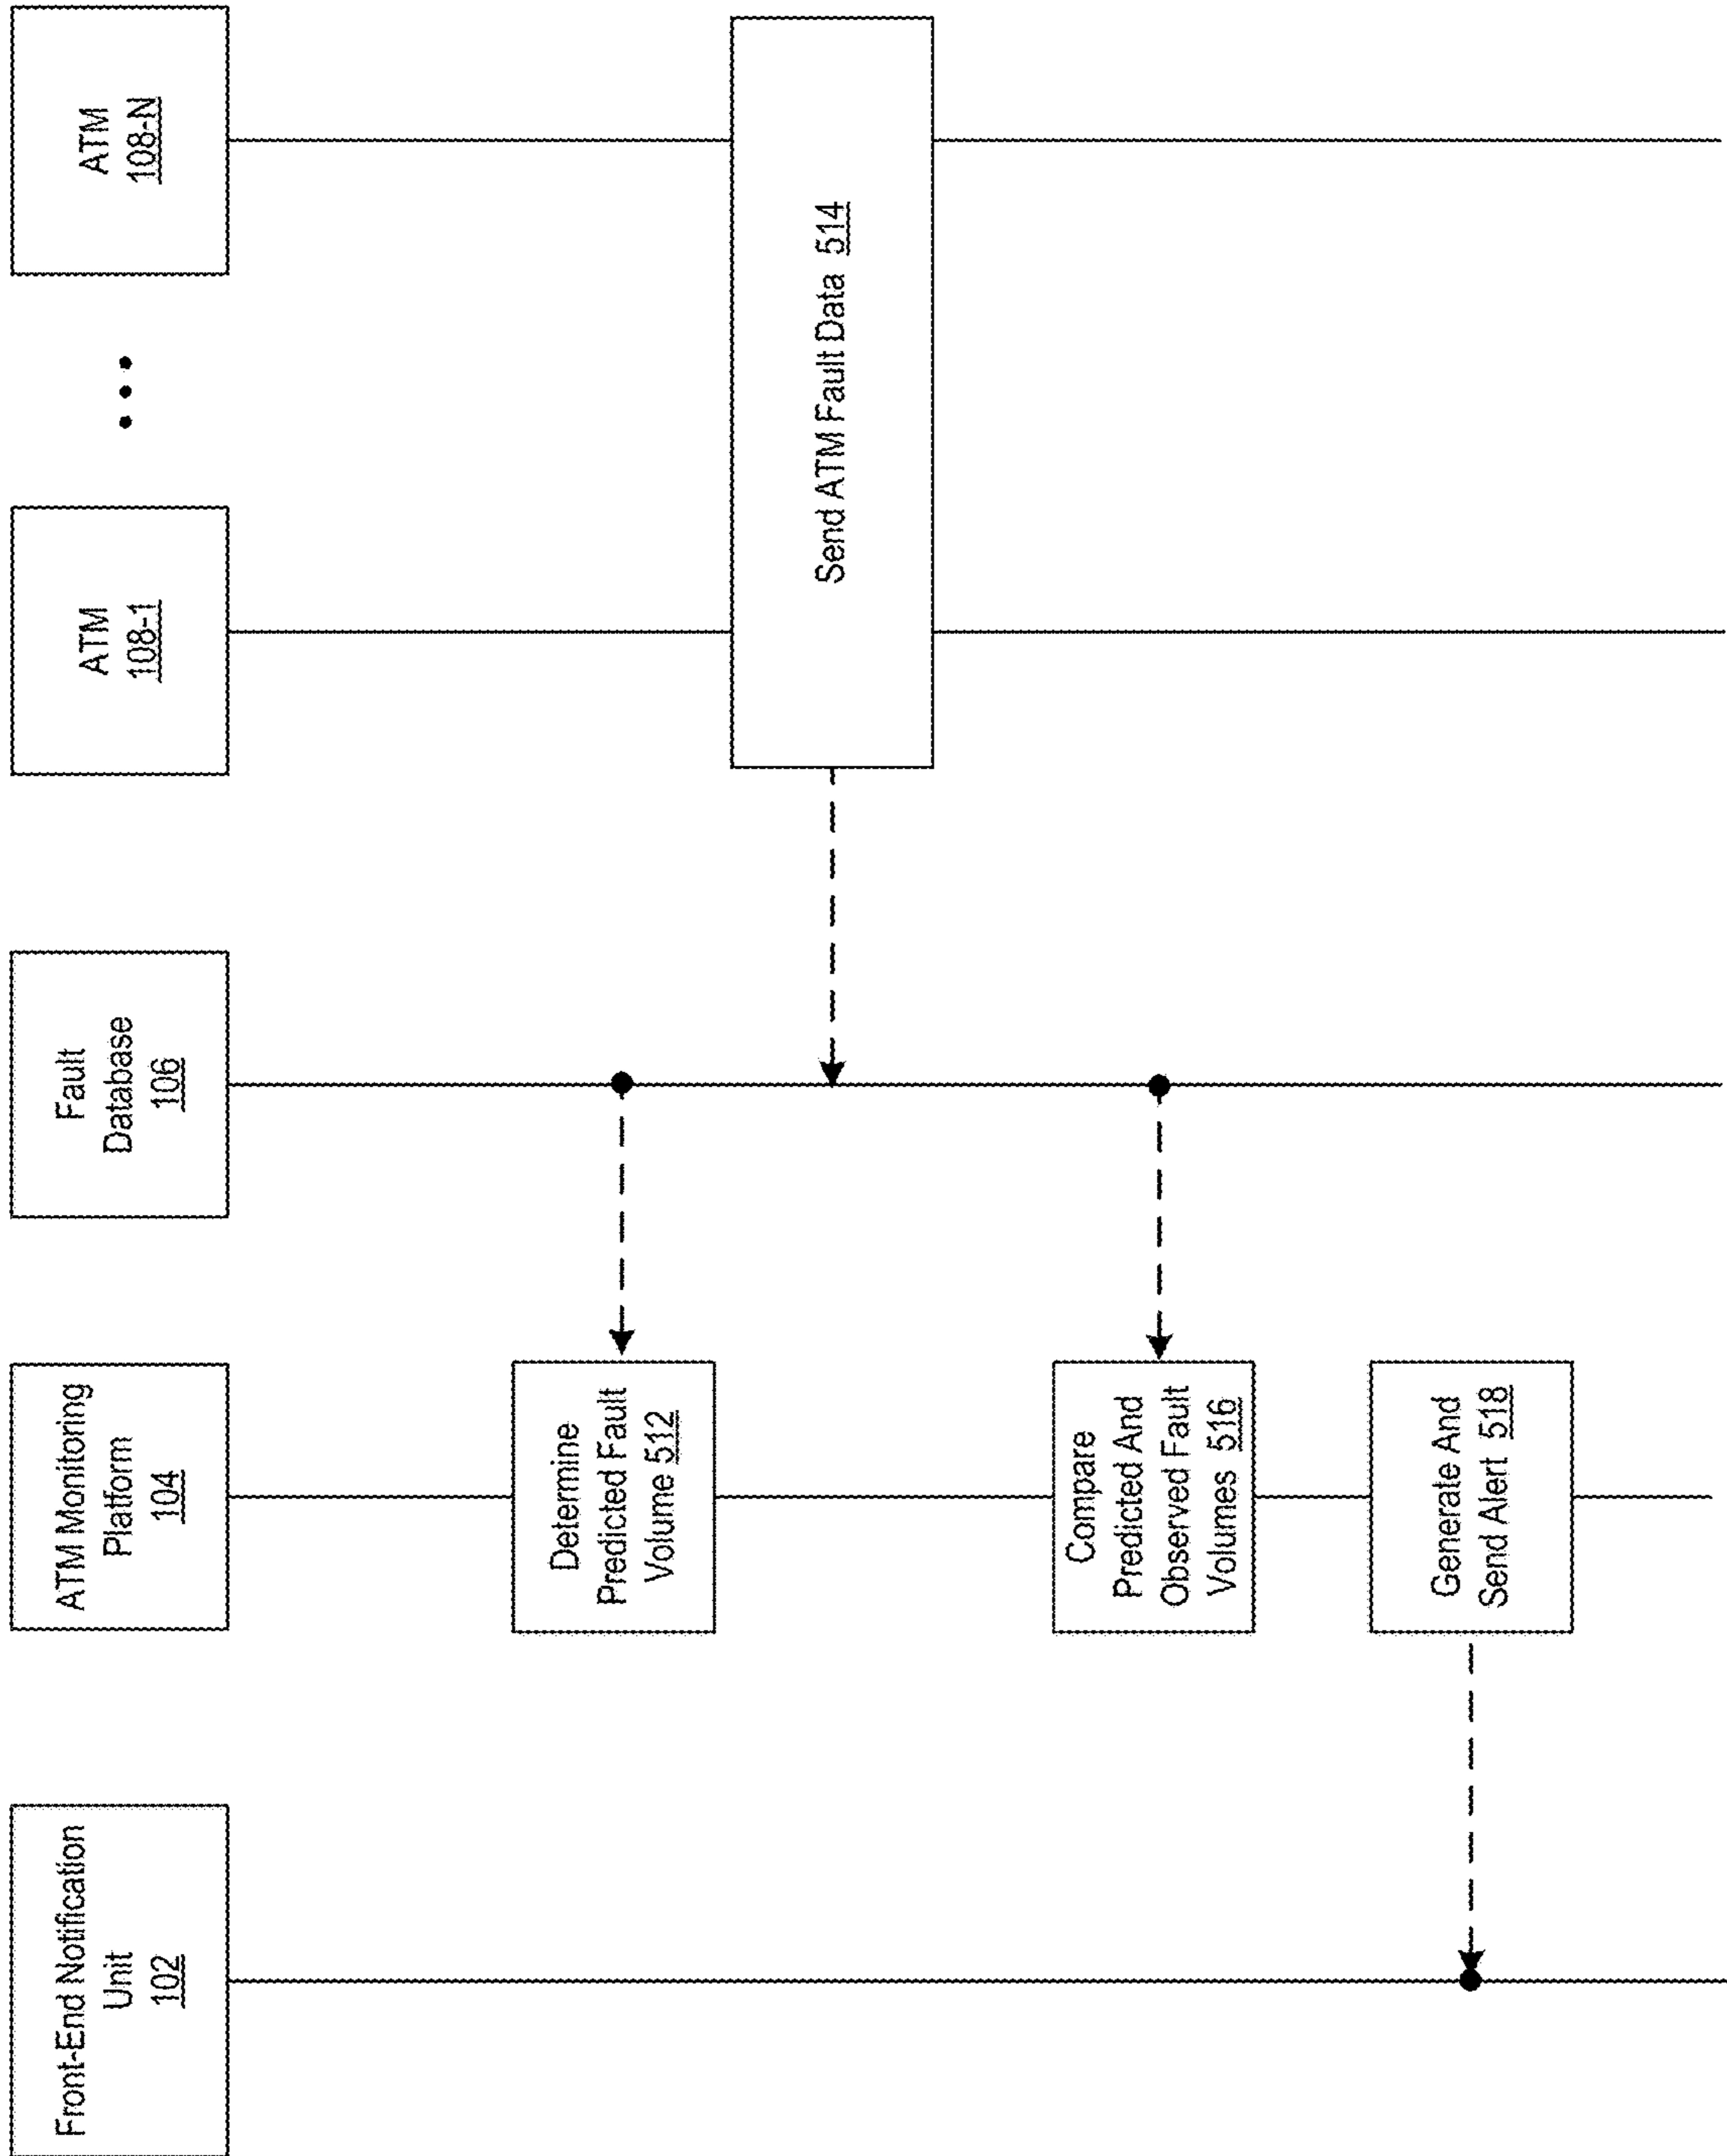 Front-End Notification
Unit
102
ATM Monitoring
Platform
104
Fault
Database
106
ATM
108-1
ATM
108-N
Determine
Predicted Fault
Volume 512
Send ATM Fault Data 514
Compare
Predicted And
Observed Fault
Volumes 516
Generate And
Send Alert 518